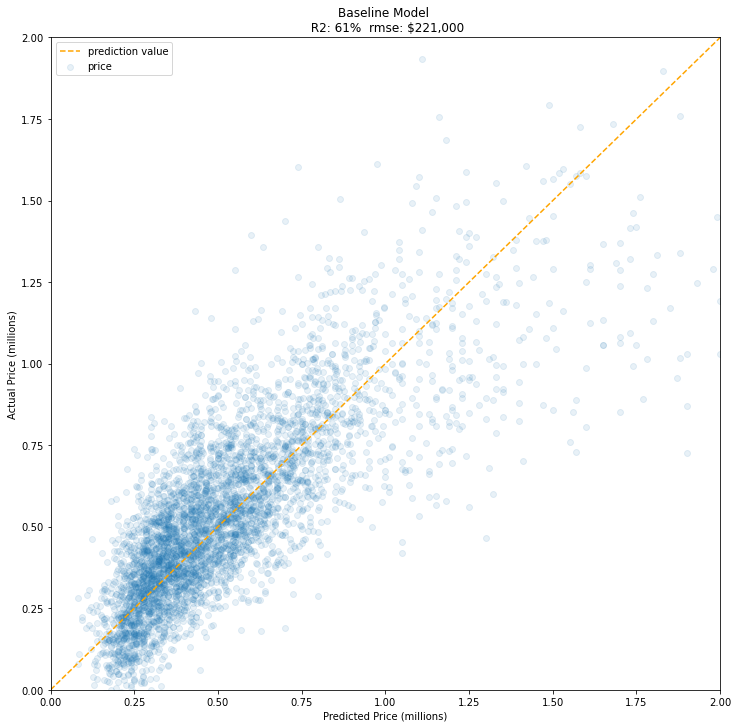 Baseline Model
R2: 61%  rmse: $221,000
prediction value
price
2.00
1.75
1.50
1.25
1.00
0.75
0.50
0.25
0.00
Actual Price (millions)
0.00 0.25 0.50 0.75 1.00 1.25 1.50 1.75 2.00
Predicted Price (millions)